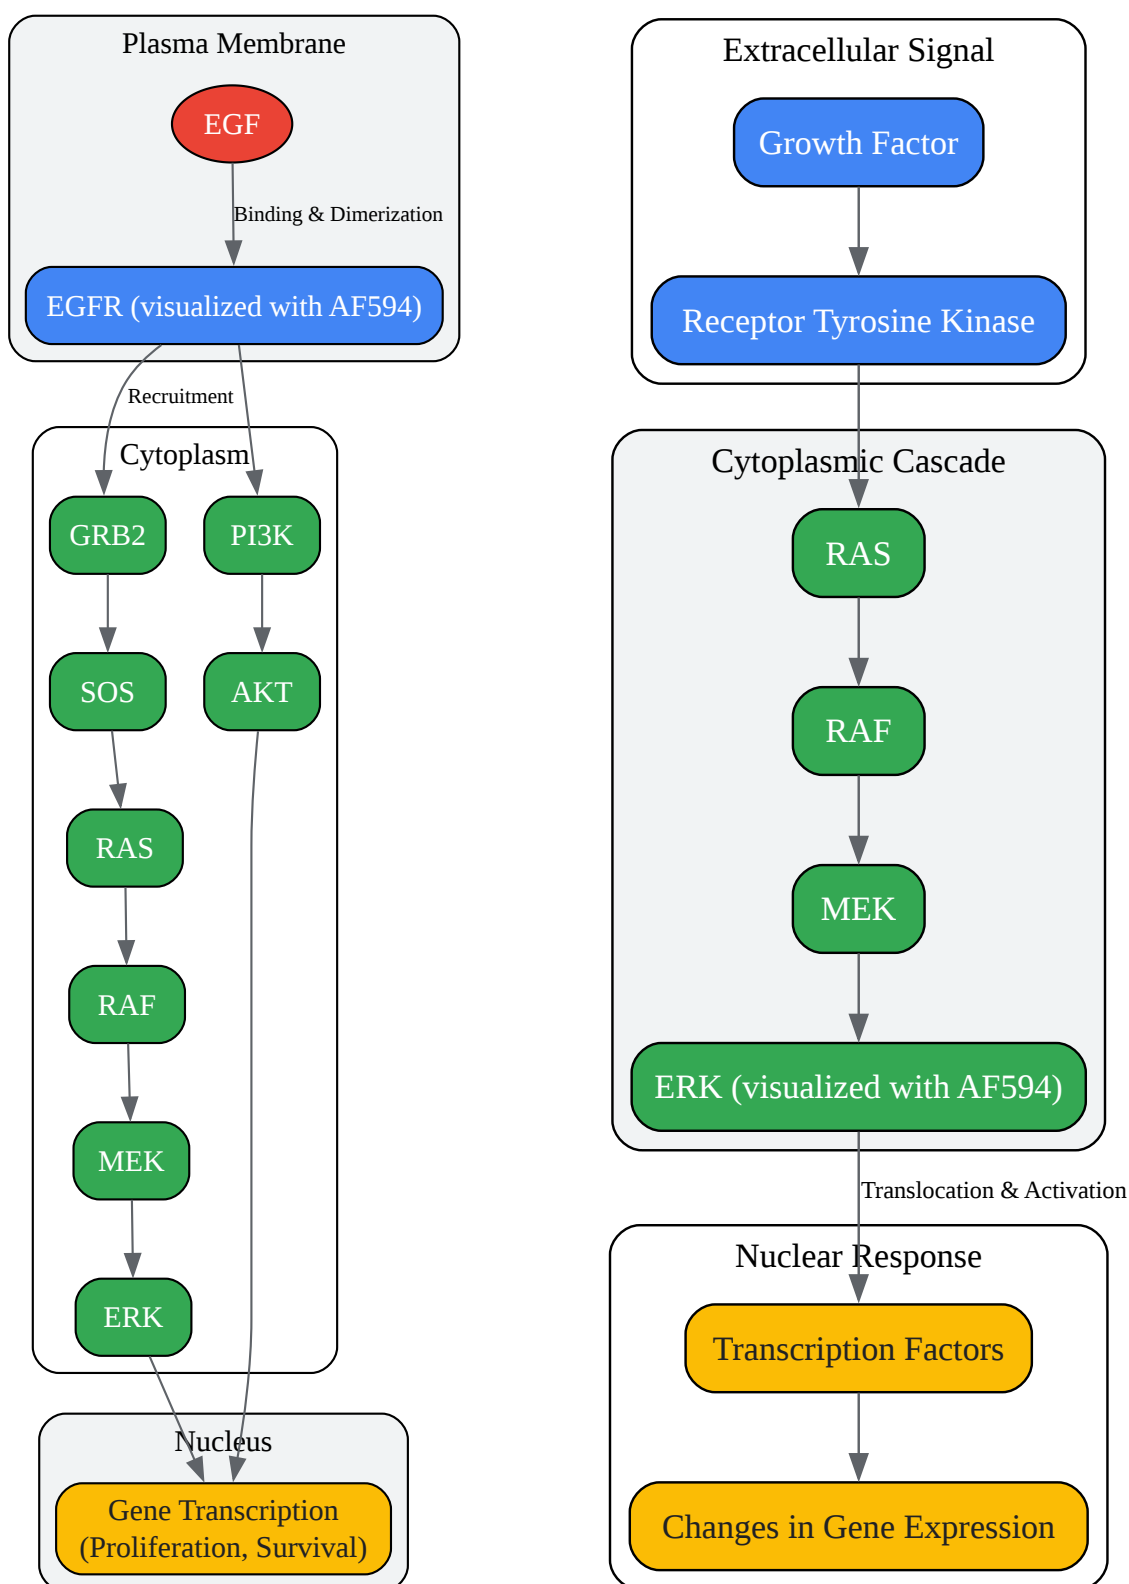 Plasma Membrane
EGF
Binding & Dimerization
EGFR (visualized with AF594)
Recruitment
Cytoplasm
GRB2
PI3K
SOS
AKT
RAS
RAF
MEK
ERK
Nucleus
Gene Transcription
(Proliferation, Survival)
Extracellular Signal
Growth Factor
Receptor Tyrosine Kinase
Cytoplasmic Cascade
RAS
RAF
MEK
ERK (visualized with AF594)
Translocation & Activation
Nuclear Response
Transcription Factors
Changes in Gene Expression